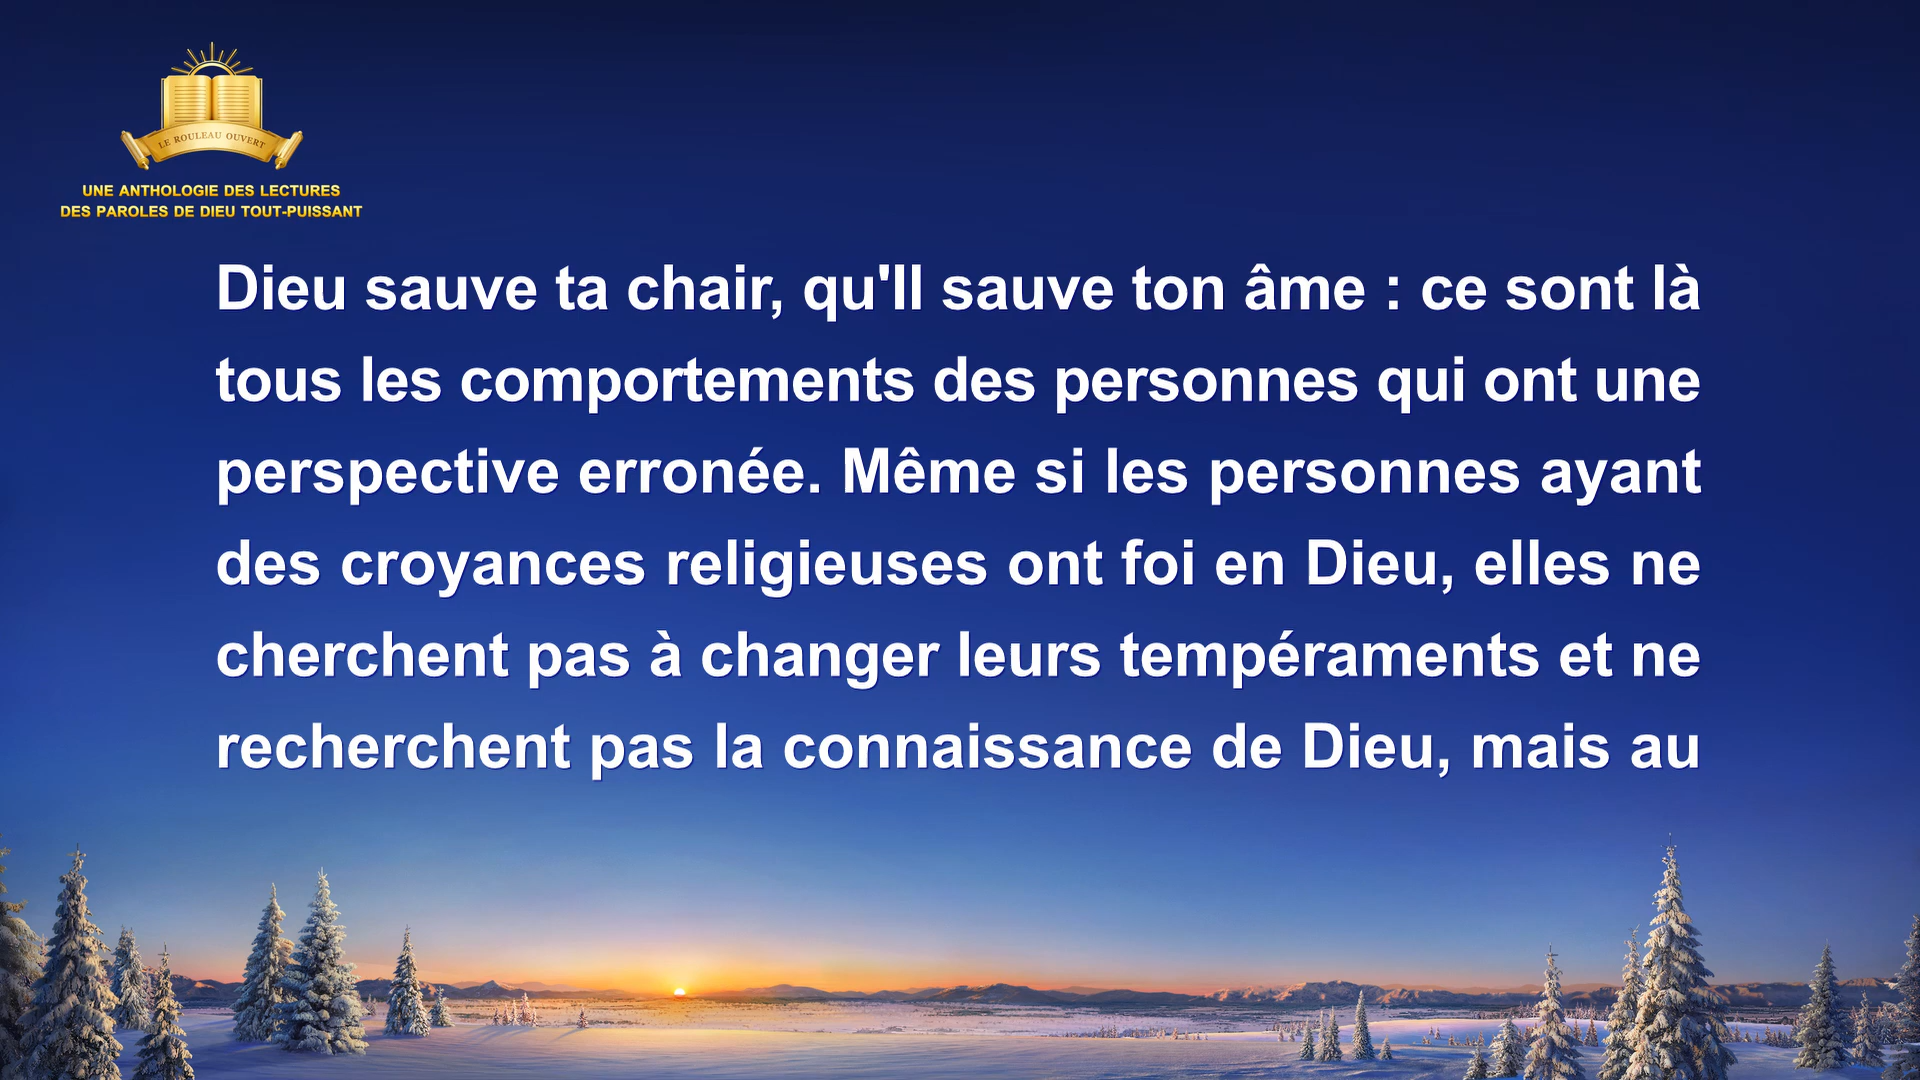 LE ROULEAU OUVERT
UNE ANTHOLOGIE DES LECTURES
DES PAROLES DE DIEU TOUT-PUISSANT
Dieu sauve ta chair, qu'Il sauve ton âme : ce sont là
tous les comportements des personnes qui ont une
perspective erronée. Même si les personnes ayant
des croyances religieuses ont foi en Dieu, elles ne
cherchent pas à changer leurs tempéraments et ne
recherchent pas la connaissance de Dieu, mais au